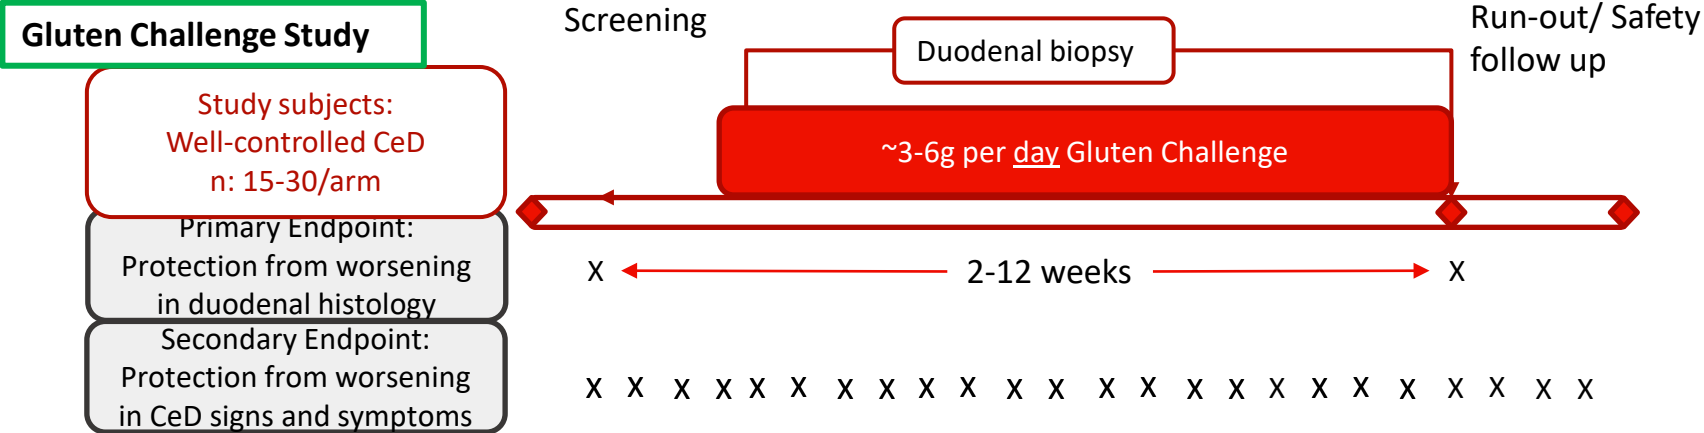 Gluten Challenge Study
Screening
Run-out/ Safety
follow up
Duodenal biopsy
Study subjects:
Well-controlled CeD
n: 15-30/arm
~3-6g per day Gluten Challenge
Primary Endpoint:
Protection from worsening
in duodenal histology
X 2-12 weeks X
Secondary Endpoint:
Protection from worsening
in CeD signs and symptoms
X X X X X X X X X X X X X X X X X X X X X X X X